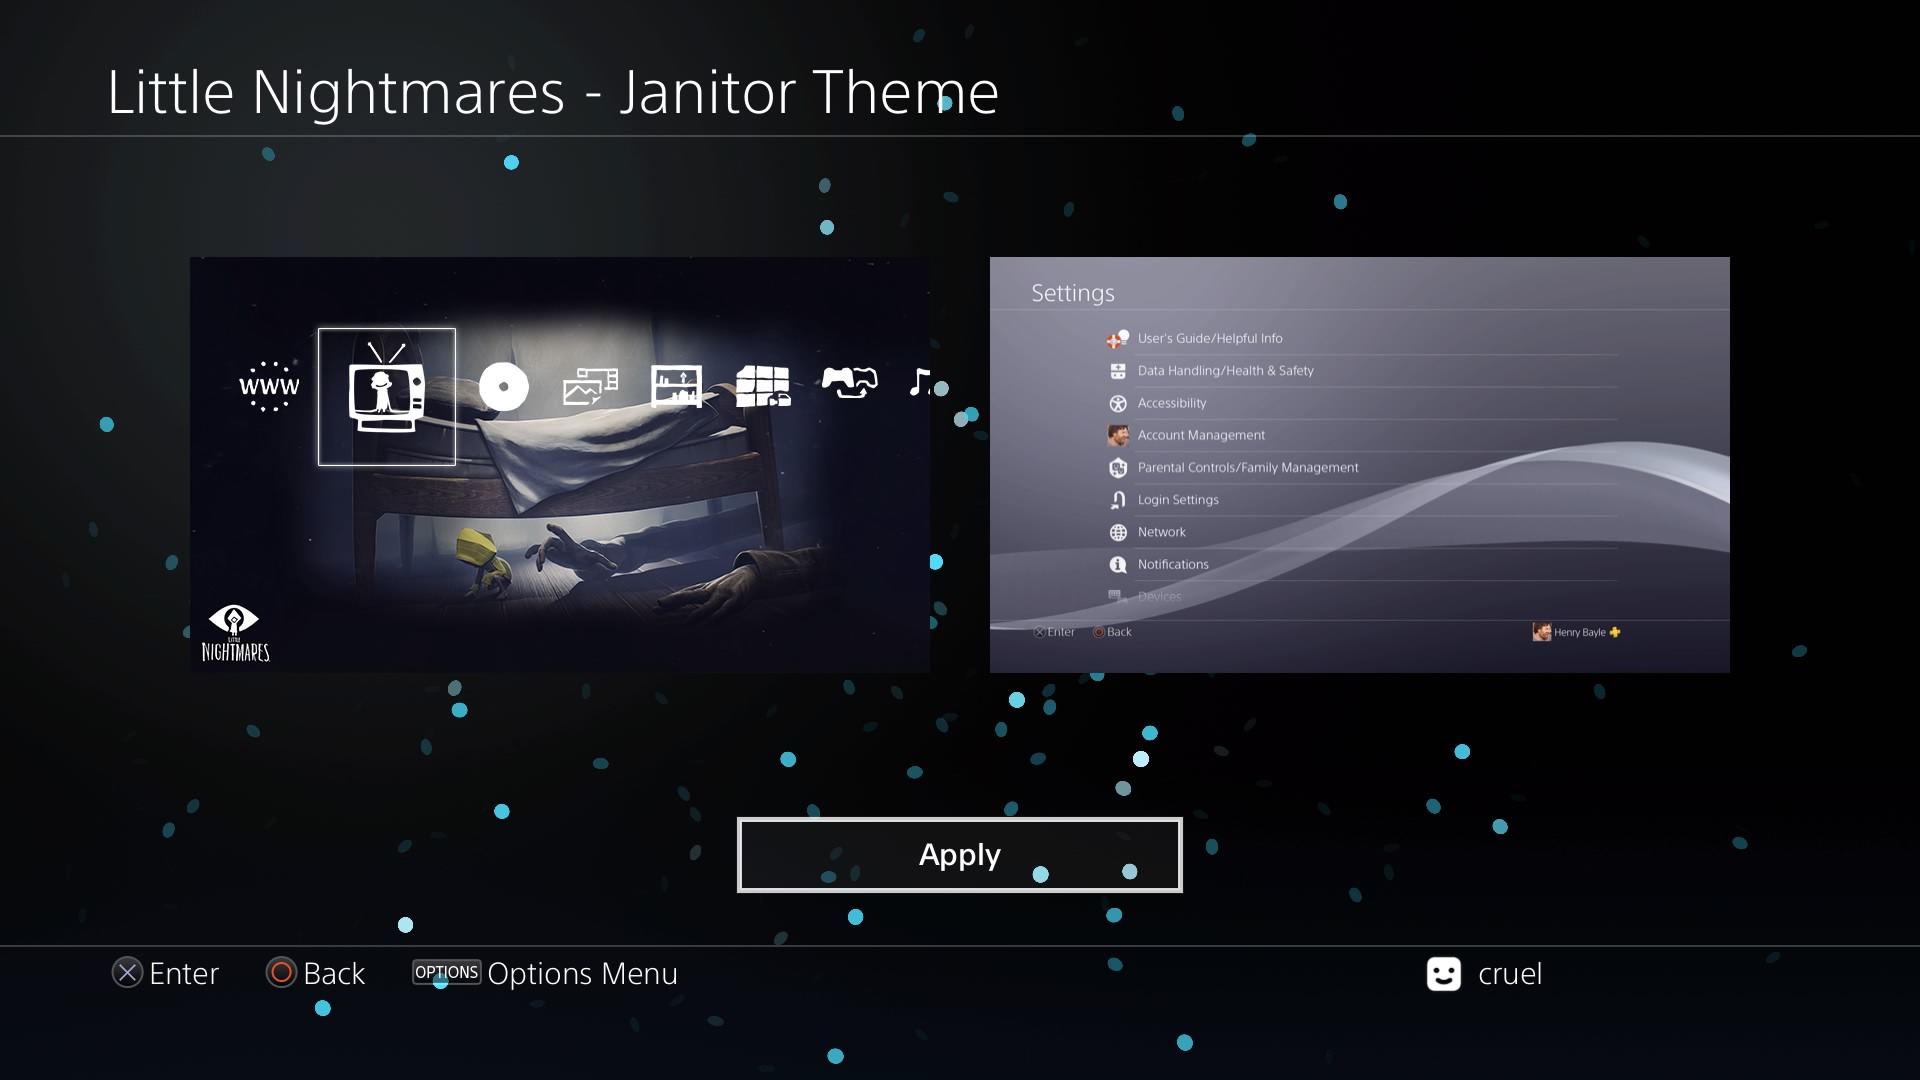 Little Nightmares - Janitor Theme
www
LITTLE
NIGHTMARES
Settings
User's Guide/Helpful Info
Data Handling/Health & Safety
Accessibility
Account Management
Parental Controls/Family Management
Login Settings
Network
Notifications
Devices
Enter Back
Henry Bayle
Apply
Enter Back OPTIONS Options Menu
cruel